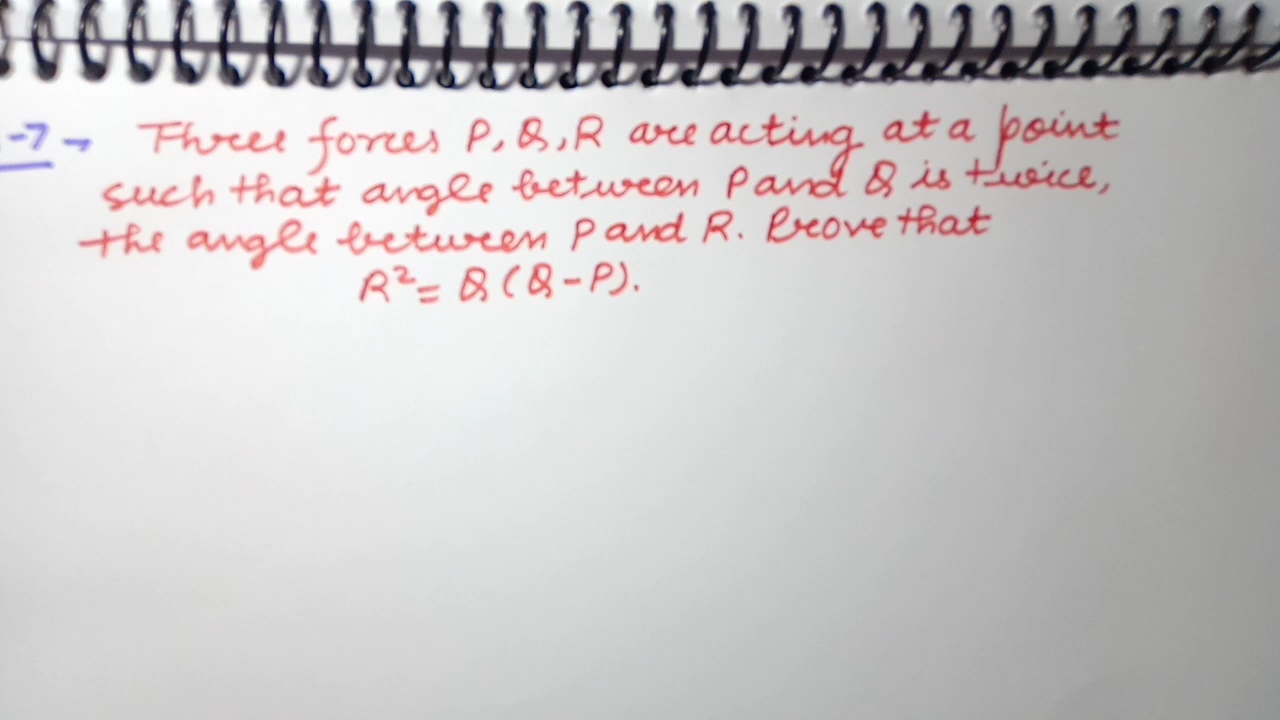 -7 -
Three forces P, Q, R are acting at a point
such that angle between P and Q is twice,
the angle between P and R. Prove that
R² = Q (Q - P).